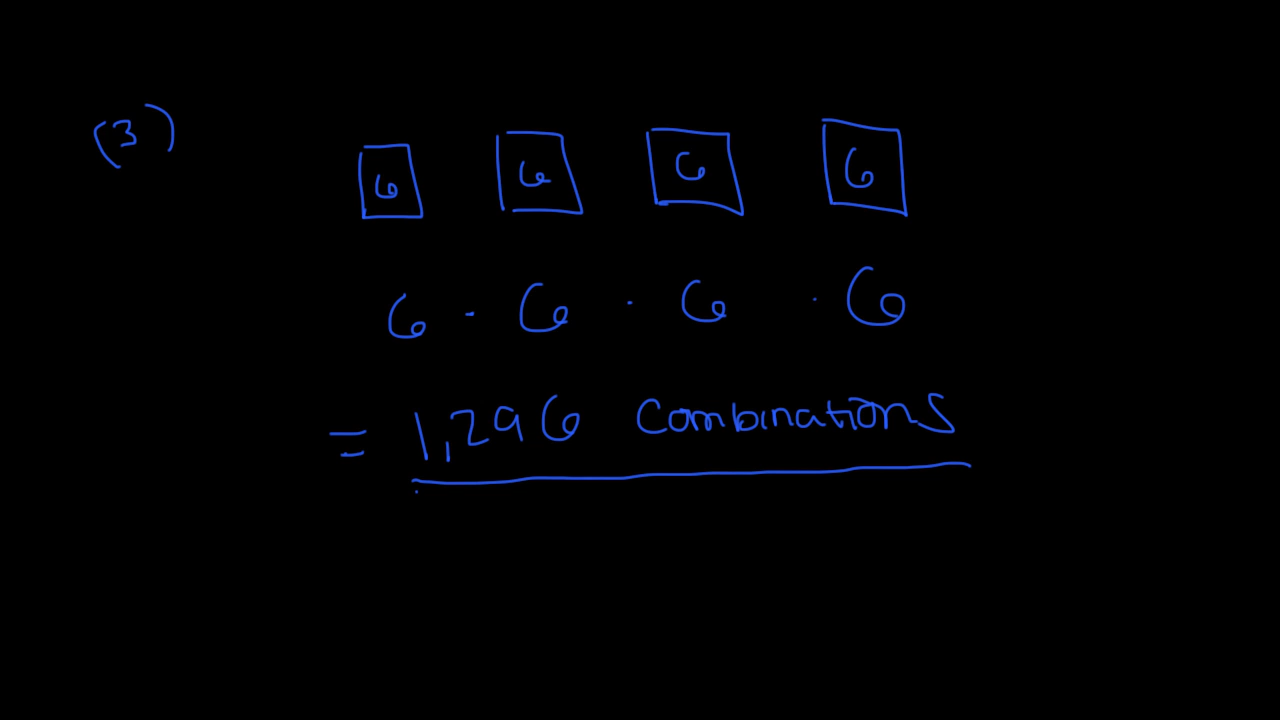 (3)
6 6 6 6
6 · 6 · 6 · 6
= 1,296 Combinations